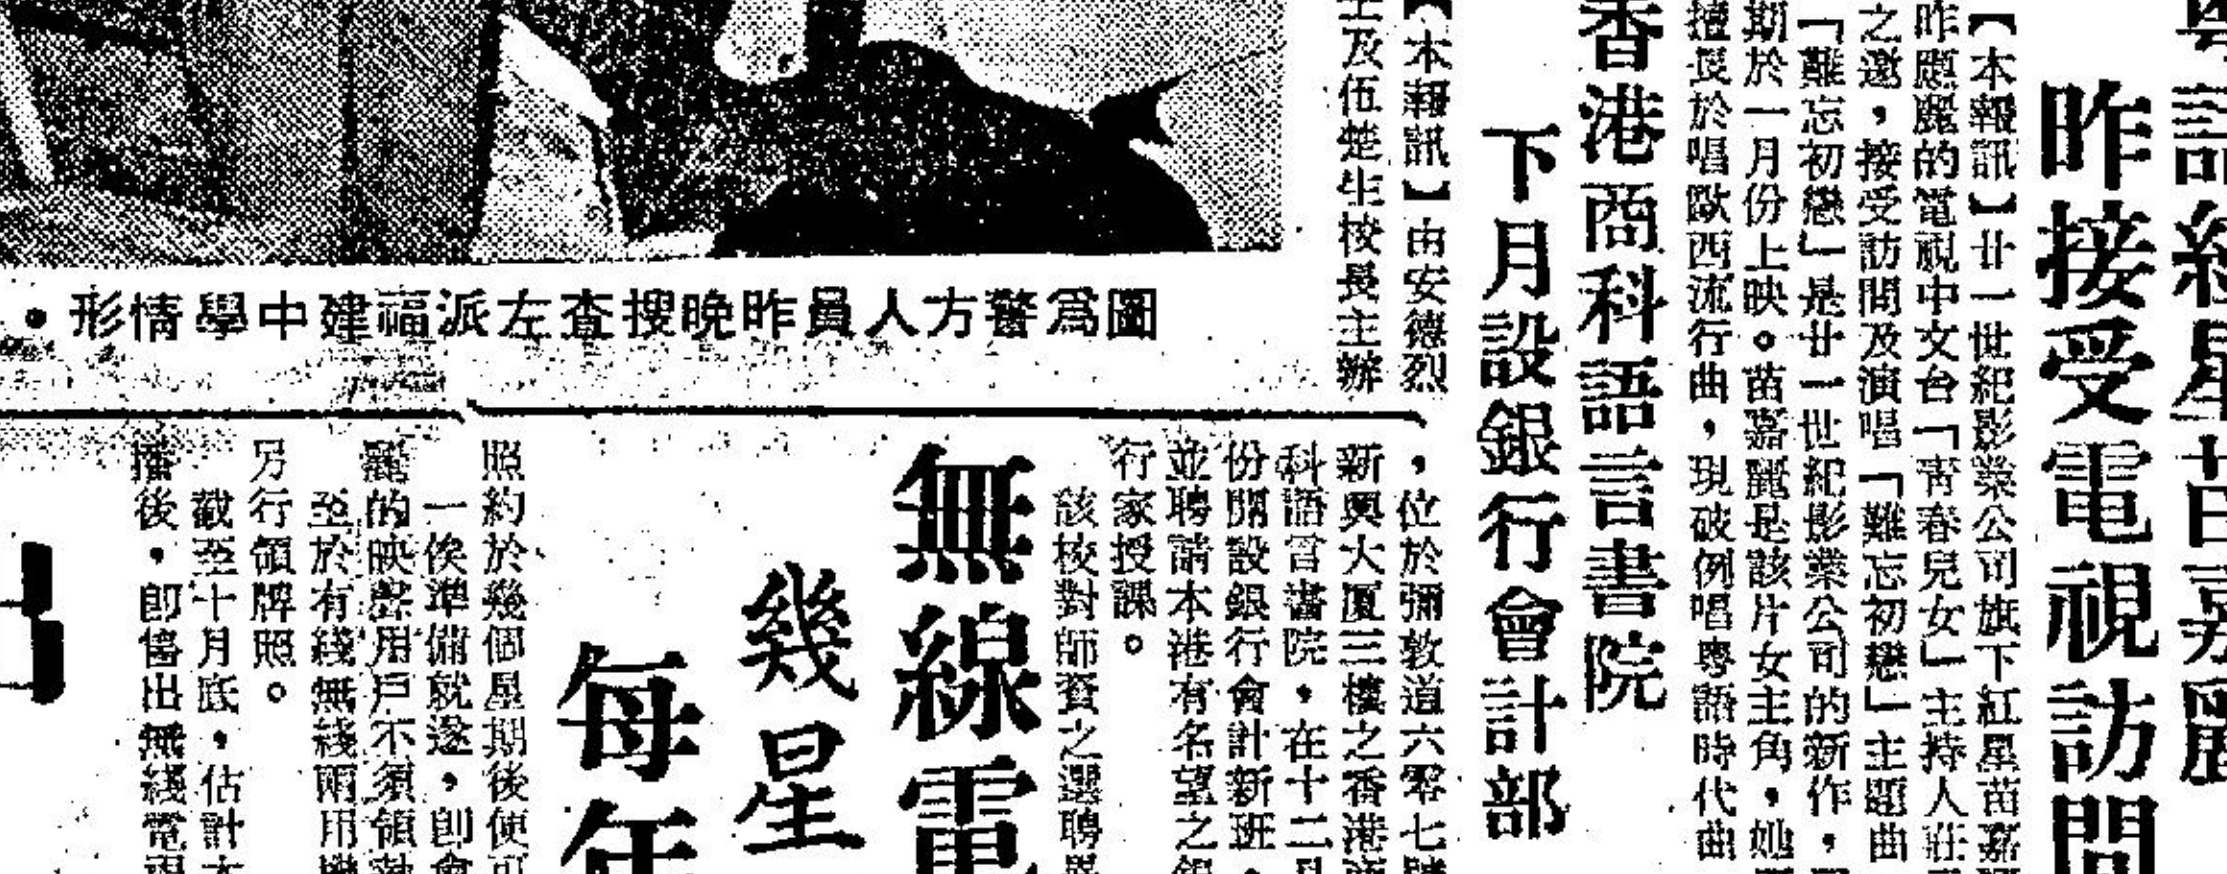 粵語紅星苗嘉麗
昨接受電視訪問
【本報訊】廿一世紀影業公司旗下紅星苗嘉
昨應麗的電視中文台「青春兒女」主持人莊
之邀，接受訪問及演唱「難忘初戀」主題曲
「難忘初戀」是廿一世紀影業公司的新作，
期於一月份上映。苗嘉麗是該片女主角，她
擅長於唱歐西流行曲，現破例唱粵語時代曲
香港商科語言書院
下月設銀行會計部
【本報訊】由安德烈
及伍楚生校長主辦
，位於彌敦道六零七號
新興大厦三樓之香港商
科語言書院，在十二月
份開設銀行會計新班，
並聘請本港有名望之銀
行家授課。
該校對師資之選聘
圖為警方人員昨晚搜查左派福建中學情形。
無線電
幾星
每年
照約於幾個星期後便可
一俟準備就遂，即會
麗的映聲用戶不須領
至於有綫無綫兩用
另行領牌照。
截至十月底，估計本
播後，即售出無綫電視